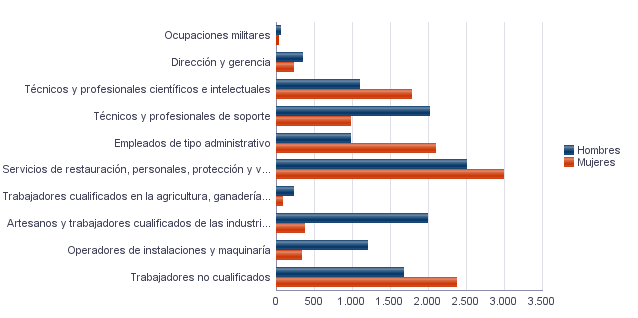 Ocupaciones militares
Dirección y gerencia
Técnicos y profesionales científicos e intelectuales
Técnicos y profesionales de soporte
Empleados de tipo administrativo
Servicios de restauración, personales, protección y v...
Trabajadores cualificados en la agricultura, ganadería...
Artesanos y trabajadores cualificados de las industri...
Operadores de instalaciones y maquinaría
Trabajadores no cualificados
Hombres
Mujeres
0 500 1.000 1.500 2.000 2.500 3.000 3.500